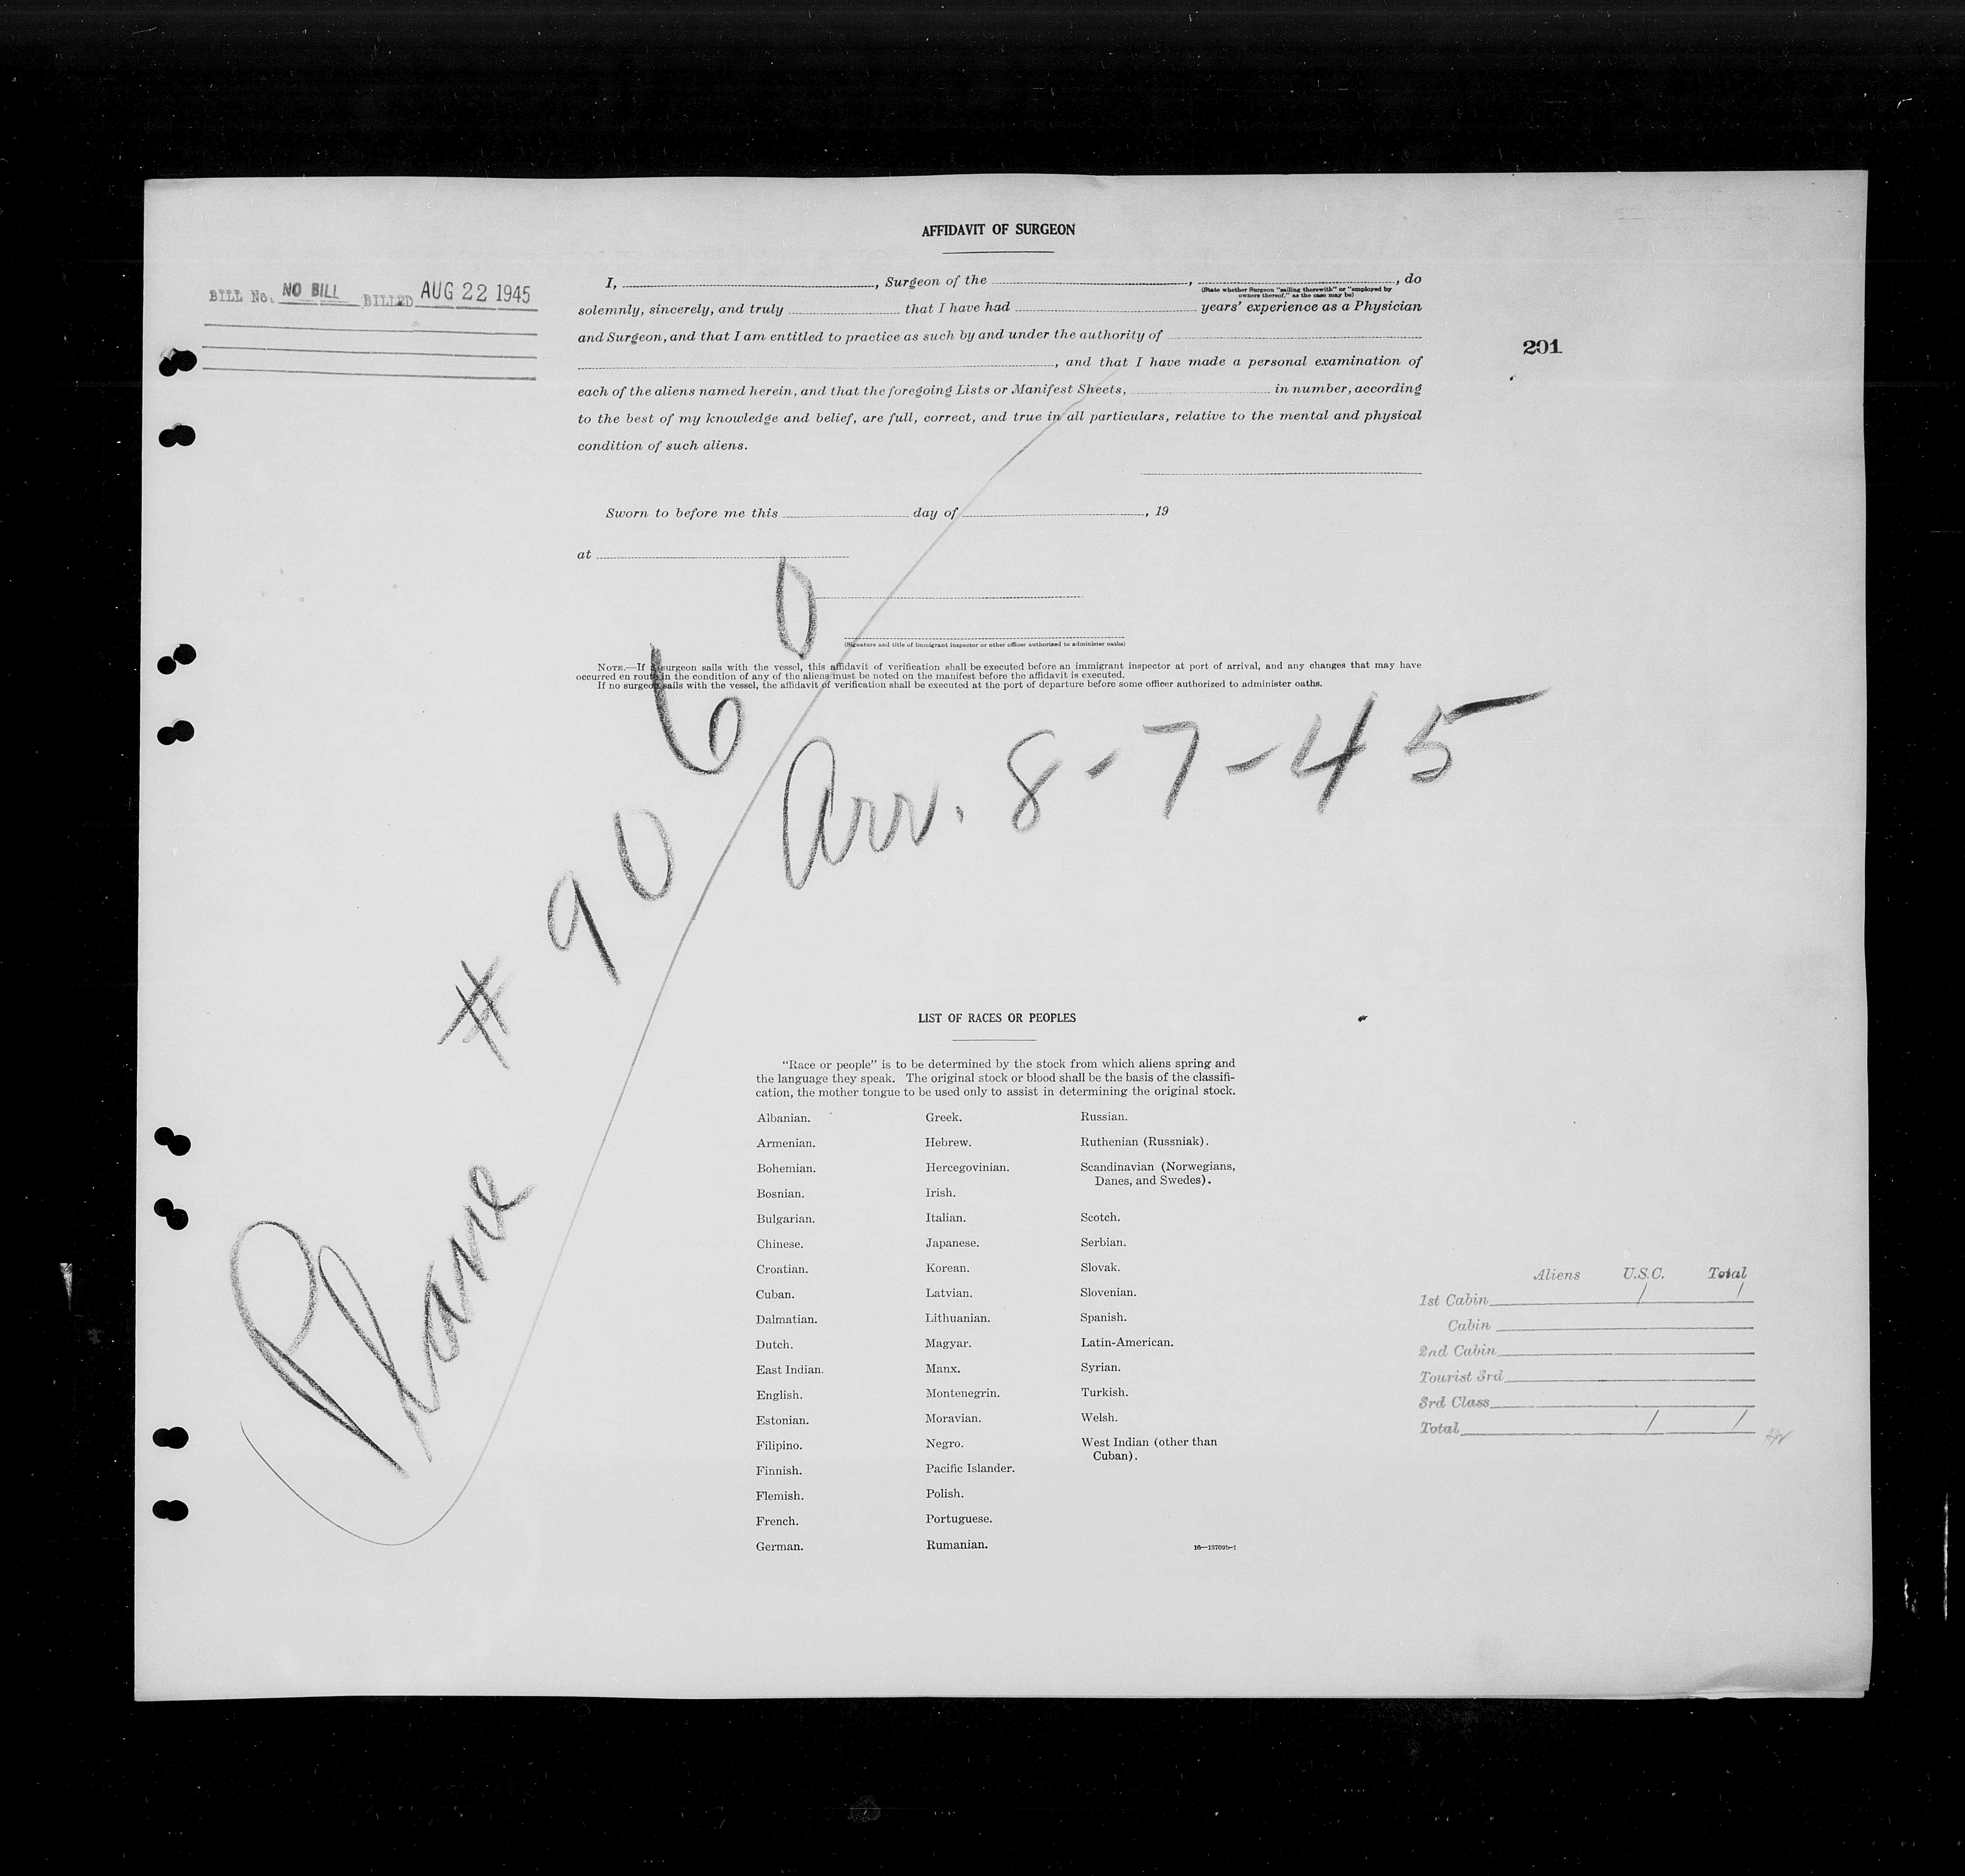 AFFIDAVIT OF SURGEON
BILL No. NO BILL BILLED AUG 22 1945
I, , Surgeon of the , , do
(State whether Surgeon "sailing therewith" or "employed by
owners thereof," as the case may be)
solemnly, sincerely, and truly that I have had years' experience as a Physician
and Surgeon, and that I am entitled to practice as such by and under the authority of
201
, and that I have made a personal examination of
each of the aliens named herein, and that the foregoing Lists or Manifest Sheets, in number, according
to the best of my knowledge and belief, are full, correct, and true in all particulars, relative to the mental and physical
condition of such aliens.
Sworn to before me this day of , 19
at
(Signature and title of immigrant inspector or other officer authorized to administer oaths)
NOTE.—If a surgeon sails with the vessel, this affidavit of verification shall be executed before an immigrant inspector at port of arrival, and any changes that may have
occurred en route in the condition of any of the aliens must be noted on the manifest before the affidavit is executed.
If no surgeon sails with the vessel, the affidavit of verification shall be executed at the port of departure before some officer authorized to administer oaths.
Plane # 9060
Arr. 8-7-45
LIST OF RACES OR PEOPLES
"Race or people" is to be determined by the stock from which aliens spring and
the language they speak. The original stock or blood shall be the basis of the classifi-
cation, the mother tongue to be used only to assist in determining the original stock.
Albanian.
Armenian.
Bohemian.
Bosnian.
Bulgarian.
Chinese.
Croatian.
Cuban.
Dalmatian.
Dutch.
East Indian.
English.
Estonian.
Filipino.
Finnish.
Flemish.
French.
German.
Greek.
Hebrew.
Hercegovinian.
Irish.
Italian.
Japanese.
Korean.
Latvian.
Lithuanian.
Magyar.
Manx.
Montenegrin.
Moravian.
Negro.
Pacific Islander.
Polish.
Portuguese.
Rumanian.
Russian.
Ruthenian (Russniak).
Scandinavian (Norwegians,
Danes, and Swedes).
Scotch.
Serbian.
Slovak.
Slovenian.
Spanish.
Latin-American.
Syrian.
Turkish.
Welsh.
West Indian (other than
Cuban).
16—18709b-1
Aliens U.S.C. Total
1st Cabin / /
Cabin
2nd Cabin
Tourist 3rd
3rd Class
Total / /